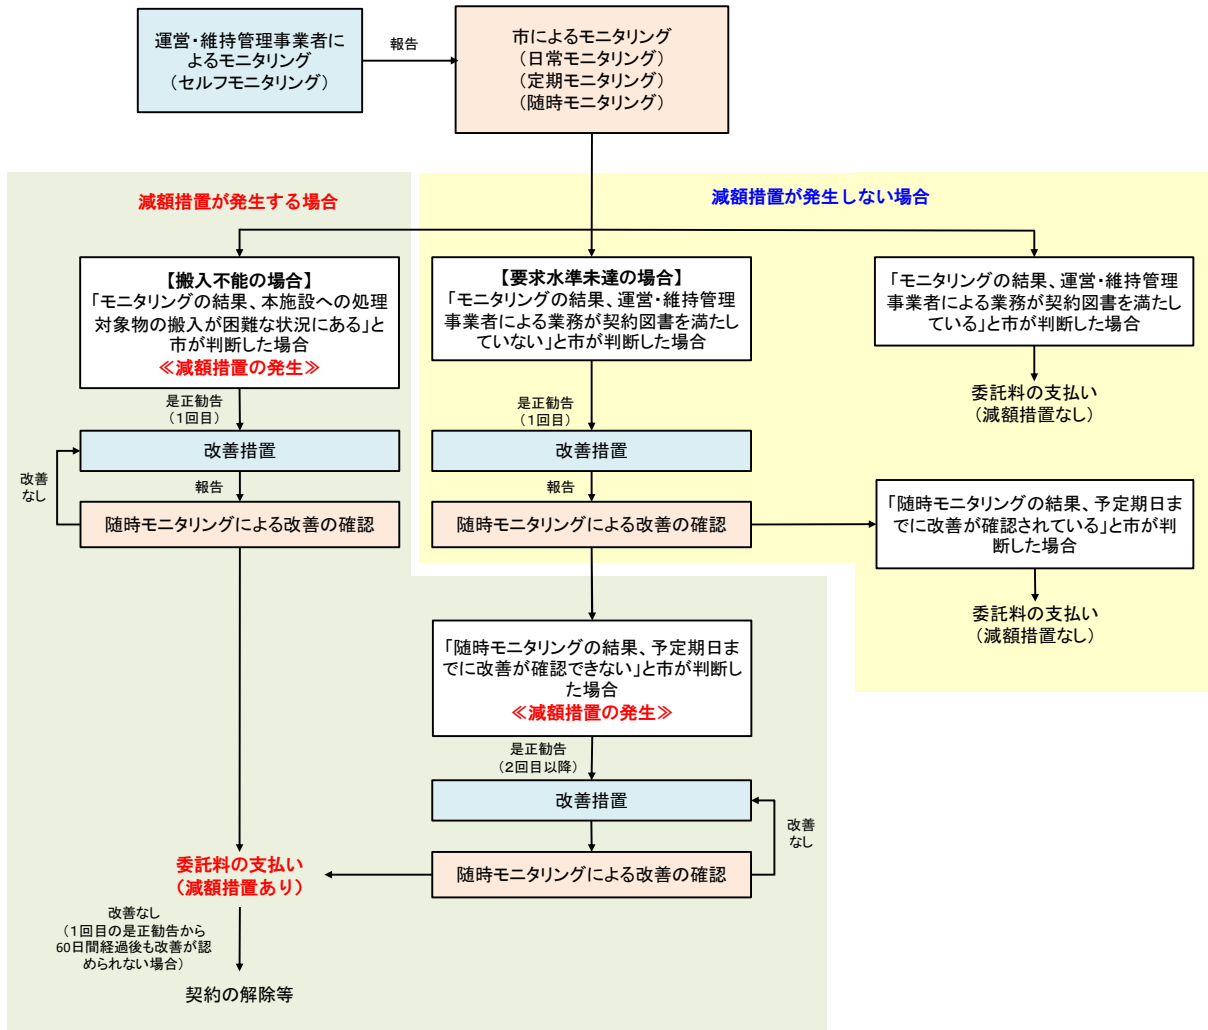 運営・維持管理事業者に
よるモニタリング
（セルフモニタリング）
報告
市によるモニタリング
（日常モニタリング）
（定期モニタリング）
（随時モニタリング）
減額措置が発生する場合
減額措置が発生しない場合
【搬入不能の場合】
「モニタリングの結果、本施設への処理
対象物の搬入が困難な状況にある」と
市が判断した場合
≪減額措置の発生≫
【要求水準未達の場合】
「モニタリングの結果、運営・維持管理
事業者による業務が契約図書を満たし
ていない」と市が判断した場合
「モニタリングの結果、運営・維持管理
事業者による業務が契約図書を満たし
ている」と市が判断した場合
委託料の支払い
（減額措置なし）
是正勧告
（1回目）
是正勧告
（1回目）
改善措置
改善措置
改善
なし
報告
報告
随時モニタリングによる改善の確認
随時モニタリングによる改善の確認
「随時モニタリングの結果、予定期日ま
でに改善が確認されている」と市が判
断した場合
委託料の支払い
（減額措置なし）
「随時モニタリングの結果、予定期日ま
でに改善が確認できない」と市が判断し
た場合
≪減額措置の発生≫
是正勧告
（2回目以降）
改善措置
改善
なし
随時モニタリングによる改善の確認
委託料の支払い
（減額措置あり）
改善なし
（1回目の是正勧告から
60日間経過後も改善が認
められない場合）
契約の解除等